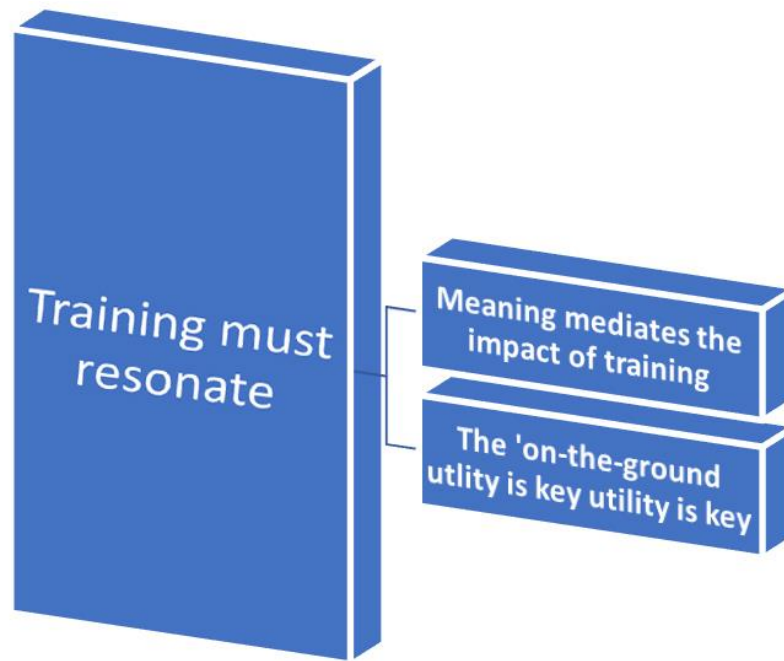 Training must
resonate
Meaning mediates the
impact of training
The 'on-the-ground
utlity is key utility is key